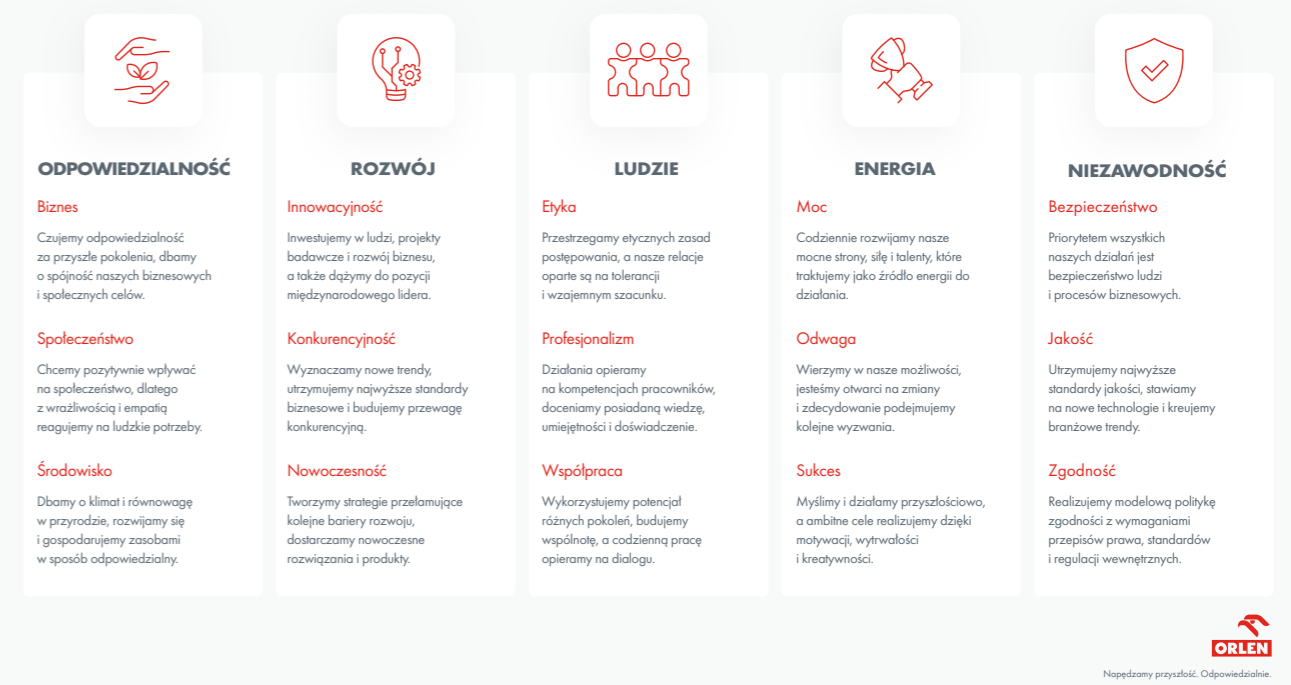 ODPOWIEDZIALNOŚĆ
Biznes
Czujemy odpowiedzialność
za przyszłe pokolenia, dbamy
o spójność naszych biznesowych
i społecznych celów.
Społeczeństwo
Chcemy pozytywnie wpływać
na społeczeństwo, dlatego
z wrażliwością i empatią
reagujemy na ludzkie potrzeby.
Środowisko
Dbamy o klimat i równowagę
w przyrodzie, rozwijamy się
i gospodarujemy zasobami
w sposób odpowiedzialny.
ROZWÓJ
Innowacyjność
Inwestujemy w ludzi, projekty
badawcze i rozwój biznesu,
a także dążymy do pozycji
międzynarodowego lidera.
Konkurencyjność
Wyznaczamy nowe trendy,
utrzymujemy najwyższe standardy
biznesowe i budujemy przewagę
konkurencyjną.
Nowoczesność
Tworzymy strategie przełamujące
kolejne bariery rozwoju,
dostarczamy nowoczesne
rozwiązania i produkty.
LUDZIE
Etyka
Przestrzegamy etycznych zasad
postępowania, a nasze relacje
oparte są na tolerancji
i wzajemnym szacunku.
Profesjonalizm
Działania opieramy
na kompetencjach pracowników,
doceniamy posiadaną wiedzę,
umiejętności i doświadczenie.
Współpraca
Wykorzystujemy potencjał
różnych pokoleń, budujemy
wspólnotę, a codzienną pracę
opieramy na dialogu.
ENERGIA
Moc
Codziennie rozwijamy nasze
mocne strony, siłę i talenty, które
traktujemy jako źródło energii do
działania.
Odwaga
Wierzymy w nasze możliwości,
jesteśmy otwarci na zmiany
i zdecydowanie podejmujemy
kolejne wyzwania.
Sukces
Myślimy i działamy przyszłościowo,
a ambitne cele realizujemy dzięki
motywacji, wytrwałości
i kreatywności.
NIEZAWODNOŚĆ
Bezpieczeństwo
Priorytetem wszystkich
naszych działań jest
bezpieczeństwo ludzi
i procesów biznesowych.
Jakość
Utrzymujemy najwyższe
standardy jakości, stawiamy
na nowe technologie i kreujemy
branżowe trendy.
Zgodność
Realizujemy modelową politykę
zgodności z wymaganiami
przepisów prawa, standardów
i regulacji wewnętrznych.
ORLEN
Napędzamy przyszłość. Odpowiedzialnie.